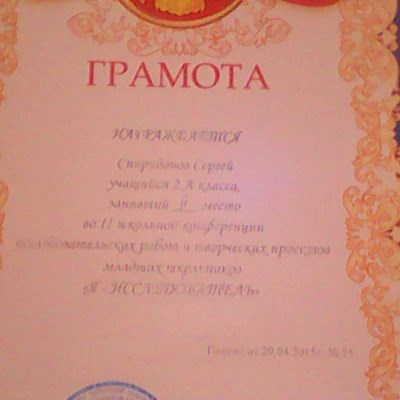 ГРАМОТА
НАГРАЖДАЕТСЯ
Спиридонов Сергей
учащийся 2 А класса,
занявший II место
во II школьной конференции
исследовательских работ и творческих проектов
младших школьников
«Я - ИССЛЕДОВАТЕЛЬ»
Приказ от 29.04.2015г. №